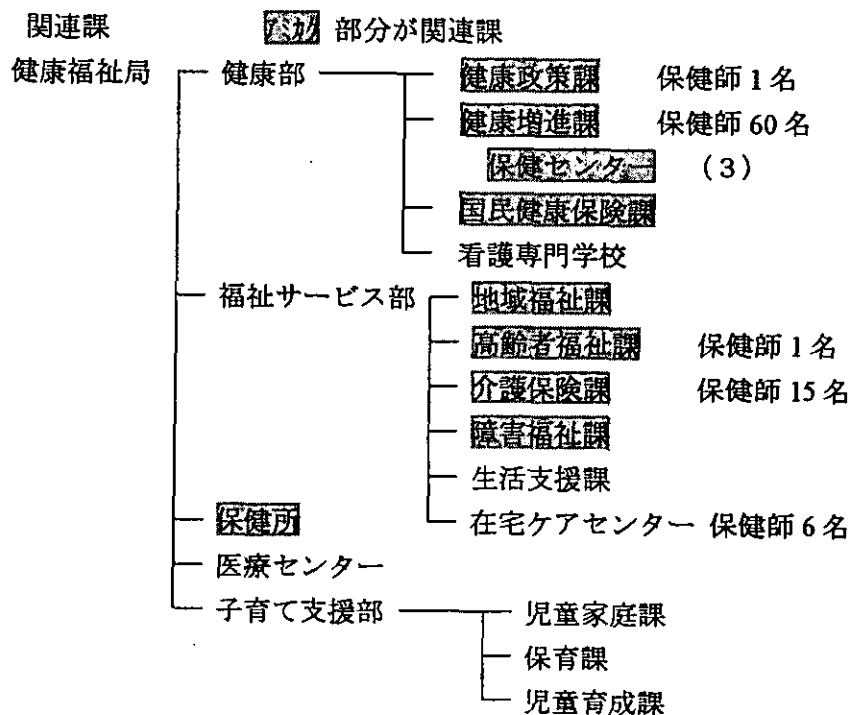 関連課 アミカケ 部分が関連課
健康福祉局 健康部 健康政策課 保健師 1 名
健康増進課 保健師 60 名
保健センター (3)
国民健康保険課
看護専門学校
福祉サービス部 地域福祉課
高齢者福祉課 保健師 1 名
介護保険課 保健師 15 名
障害福祉課
生活支援課
保健所 在宅ケアセンター 保健師 6 名
医療センター
子育て支援部 児童家庭課
保育課
児童育成課